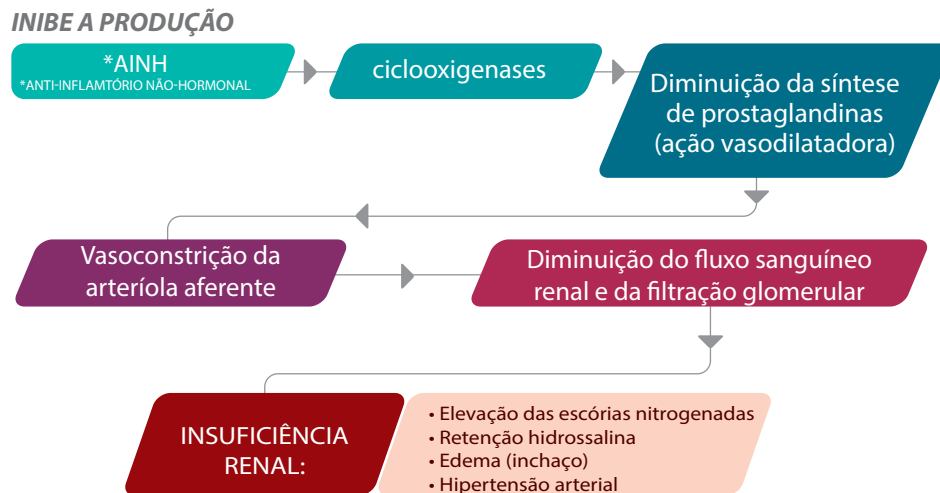 INIBE A PRODUÇÃO
*AINH
*ANTI-INFLAMTÓRIO NÃO-HORMONAL
ciclooxigenases
Diminuição da síntese
de prostaglandinas
(ação vasodilatadora)
Vasoconstrição da
arteríola aferente
Diminuição do fluxo sanguíneo
renal e da filtração glomerular
INSUFICIÊNCIA
RENAL:
• Elevação das escórias nitrogenadas
• Retenção hidrossalina
• Edema (inchaço)
• Hipertensão arterial